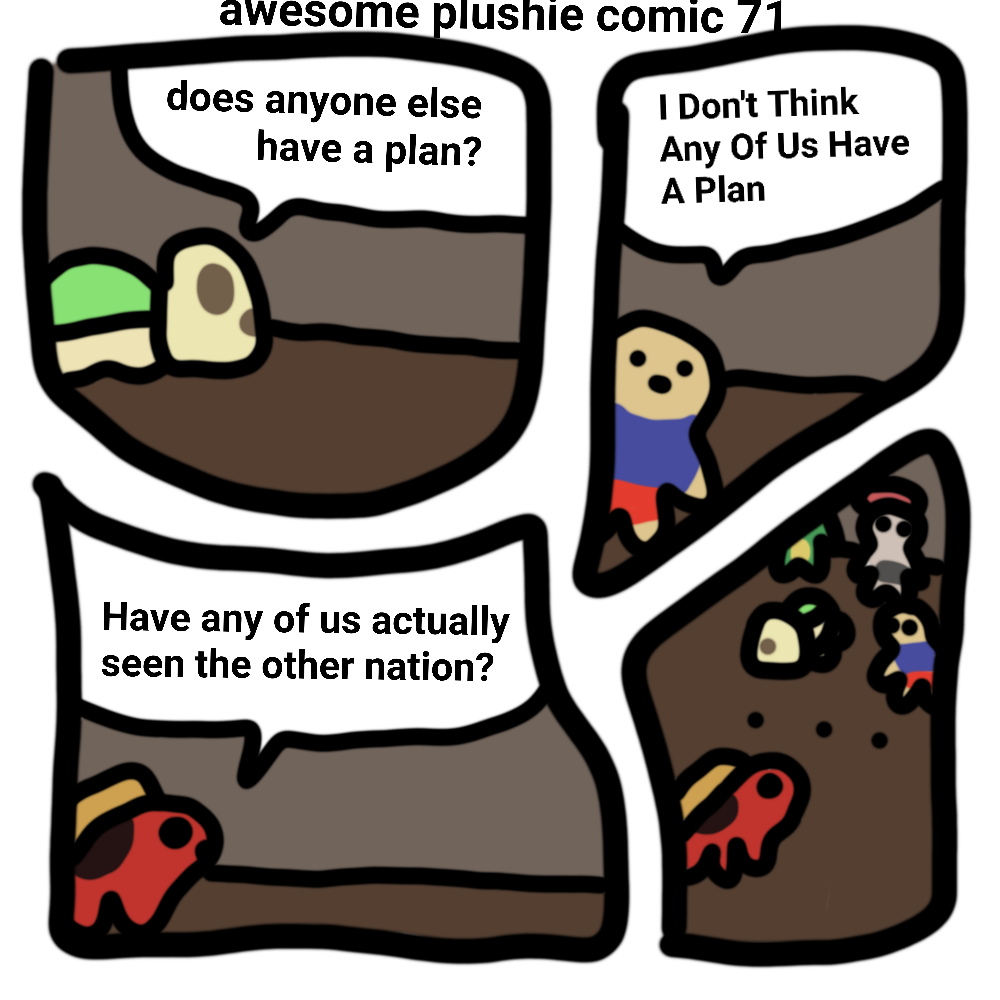 awesome plushie comic 71
does anyone else
have a plan?
I Don't Think
Any Of Us Have
A Plan
Have any of us actually
seen the other nation?
. . .